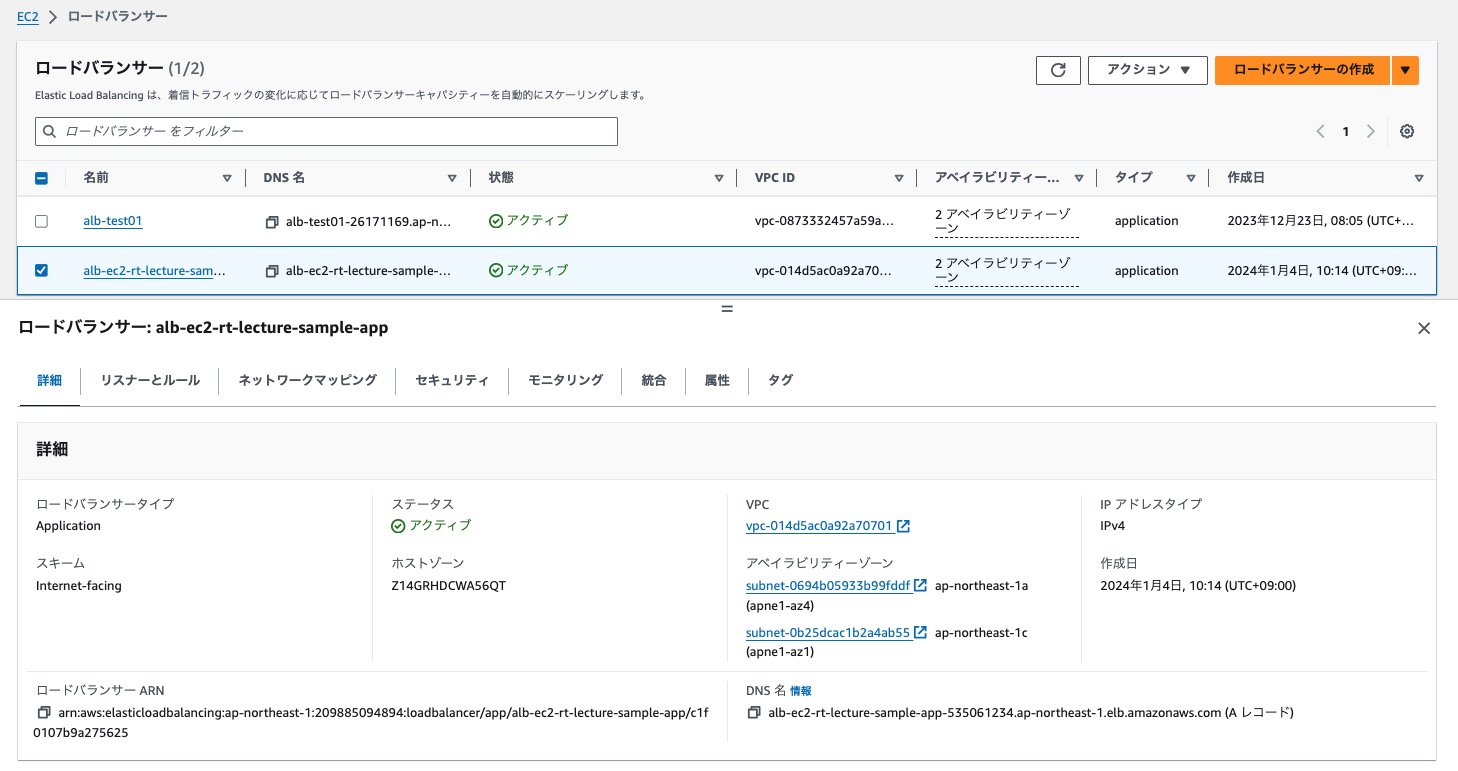 EC2 > ロードバランサー
ロードバランサー (1/2)
アクション ▼
ロードバランサーの作成 ▼
Elastic Load Balancing は、着信トラフィックの変化に応じてロードバランサーキャパシティーを自動的にスケーリングします。
ロードバランサー をフィルター
< 1 >
名前 DNS 名 状態 VPC ID アベイラビリティー... タイプ 作成日
alb-test01 alb-test01-26171169.ap-n... アクティブ vpc-0873332457a59a... 2 アベイラビリティーゾ application 2023年12月23日, 08:05 (UTC+...
ーン
alb-ec2-rt-lecture-sam... alb-ec2-rt-lecture-sample-... アクティブ vpc-014d5ac0a92a70... 2 アベイラビリティーゾ application 2024年1月4日, 10:14 (UTC+09:...
ーン
ロードバランサー: alb-ec2-rt-lecture-sample-app
詳細 リスナーとルール ネットワークマッピング セキュリティ モニタリング 統合 属性 タグ
詳細
ロードバランサータイプ
Application
スキーム
Internet-facing
ステータス
アクティブ
ホストゾーン
Z14GRHDCWA56QT
VPC
vpc-014d5ac0a92a70701
アベイラビリティーゾーン
subnet-0694b05933b99fddf ap-northeast-1a
(apne1-az4)
subnet-0b25dcac1b2a4ab55 ap-northeast-1c
(apne1-az1)
IP アドレスタイプ
IPv4
作成日
2024年1月4日, 10:14 (UTC+09:00)
ロードバランサー ARN
arn:aws:elasticloadbalancing:ap-northeast-1:209885094894:loadbalancer/app/alb-ec2-rt-lecture-sample-app/c1f
0107b9a275625
DNS 名 情報
alb-ec2-rt-lecture-sample-app-535061234.ap-northeast-1.elb.amazonaws.com (A レコード)